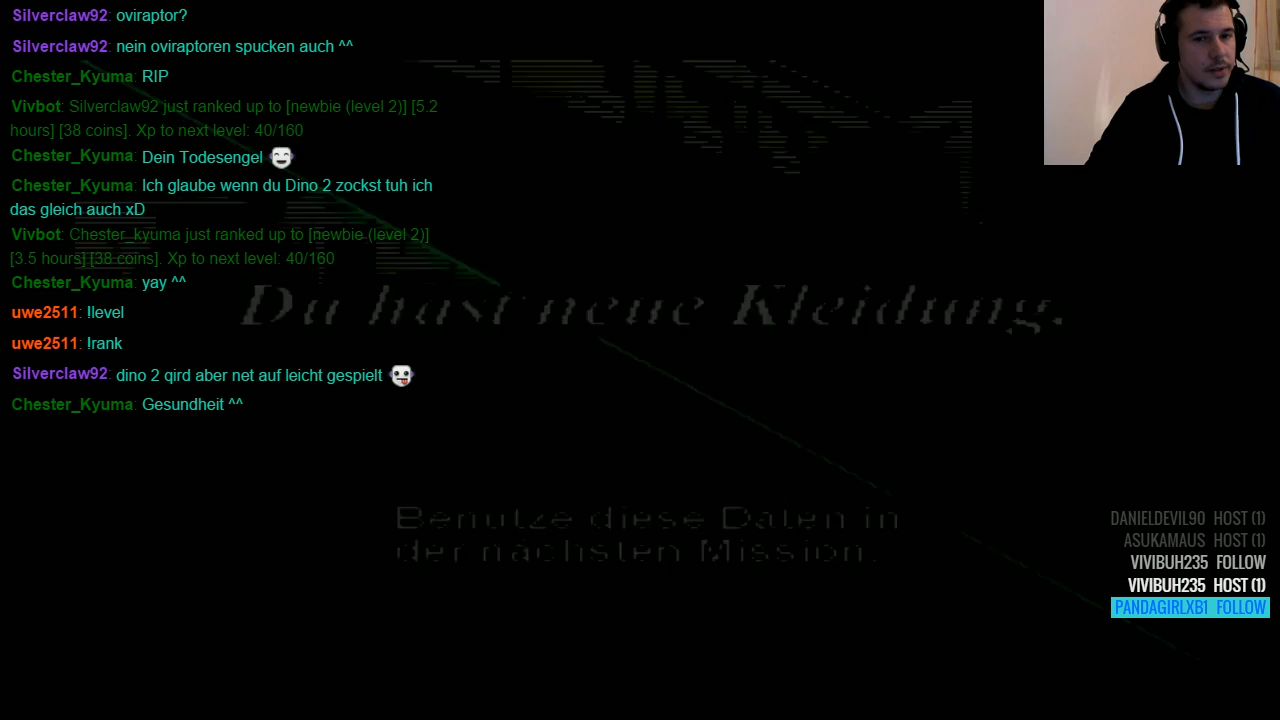 Silverclaw92: oviraptor?
Silverclaw92: nein oviraptoren spucken auch ^^
Chester_Kyuma: RIP
Vivbot: Silverclaw92 just ranked up to [newbie (level 2)] [5.2
hours] [38 coins]. Xp to next level: 40/160
Chester_Kyuma: Dein Todesengel
Chester_Kyuma: Ich glaube wenn du Dino 2 zockst tuh ich
das gleich auch xD
Vivbot: Chester_kyuma just ranked up to [newbie (level 2)]
[3.5 hours] [38 coins]. Xp to next level: 40/160
Chester_Kyuma: yay ^^
Du hast neue Kleidung.
uwe2511: !level
uwe2511: !rank
Silverclaw92: dino 2 qird aber net auf leicht gespielt
Chester_Kyuma: Gesundheit ^^
Benutze diese Daten in
der nächsten Mission.
DANIELDEVIL90 HOST (1)
ASUKAMAUS HOST (1)
VIVIBUH235 FOLLOW
VIVIBUH235 HOST (1)
PANDAGIRLXB1 FOLLOW